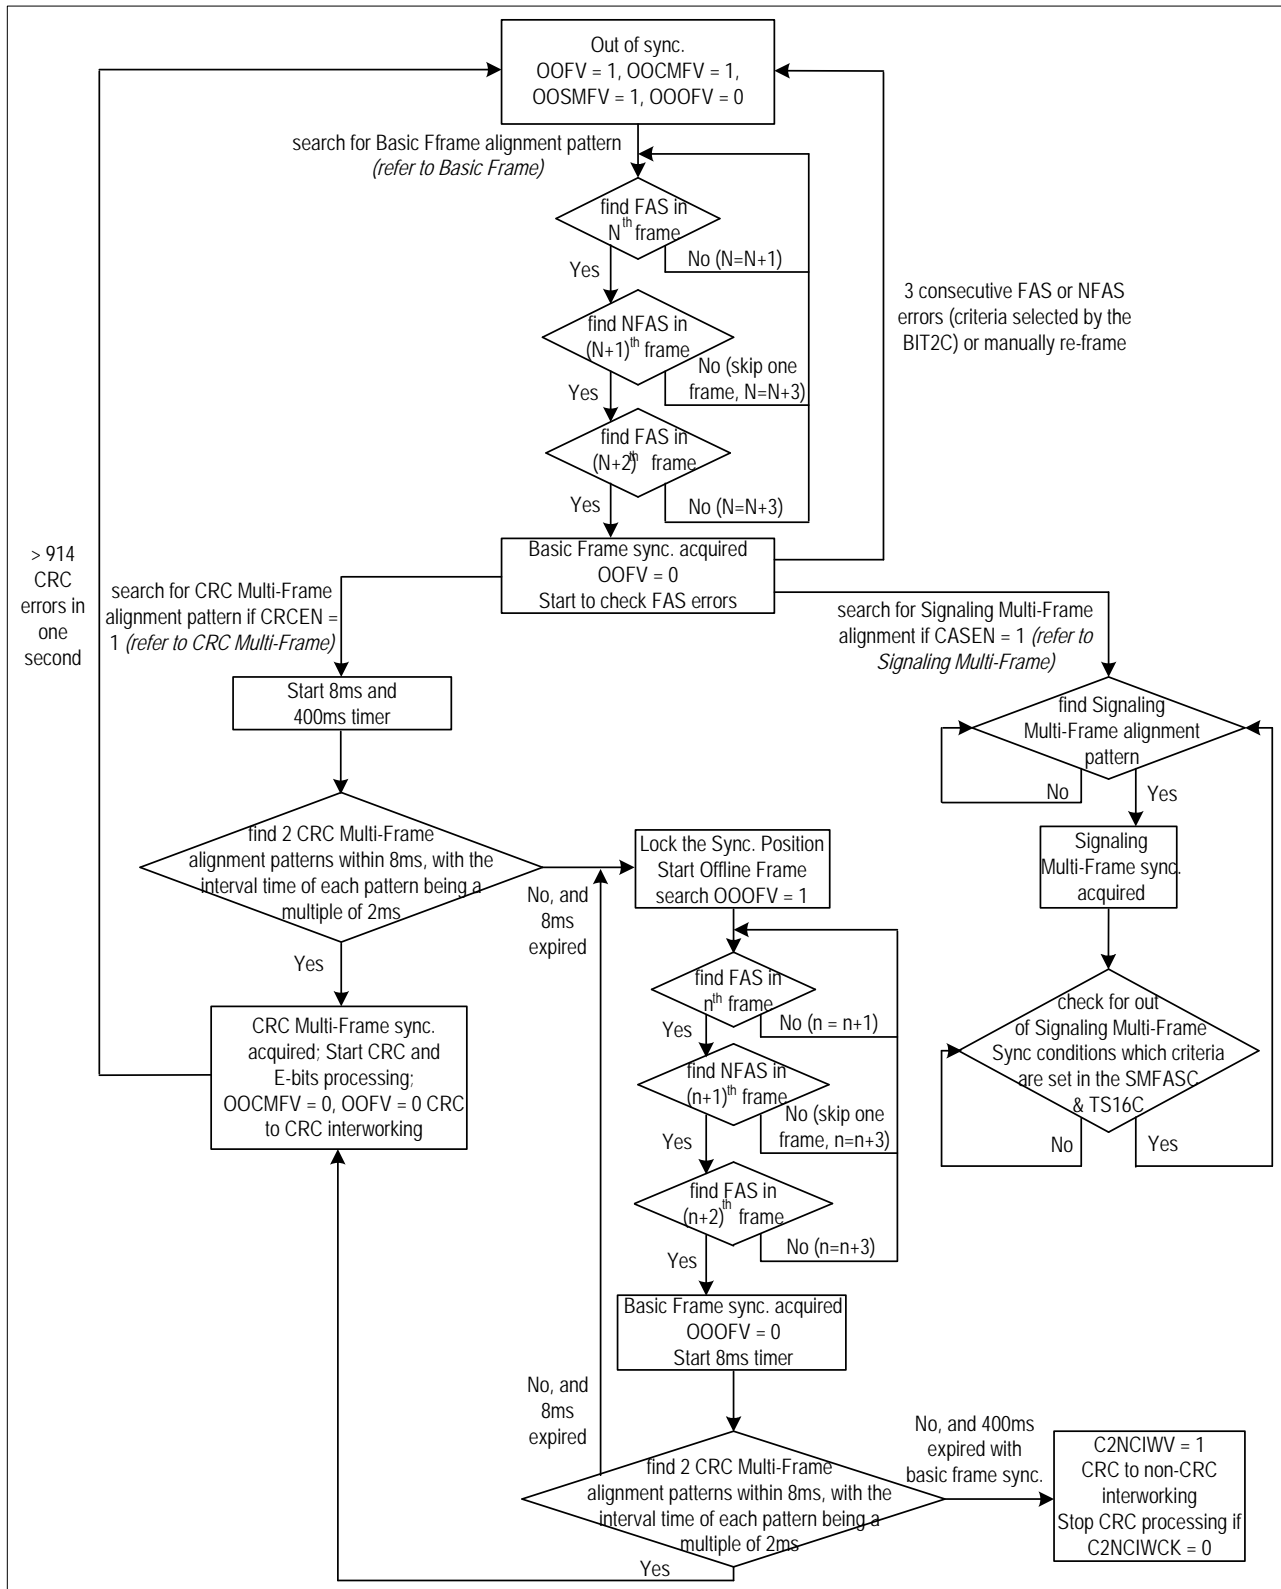 Out of sync.
OOFV = 1, OOCMFV = 1,
OOSMFV = 1, OOOFV = 0
search for Basic Fframe alignment pattern
(refer to Basic Frame)
find FAS in
Nth frame
No (N=N+1)
Yes
find NFAS in
(N+1)th frame
No (skip one
frame, N=N+3)
Yes
find FAS in
(N+2)th frame
No (N=N+3)
Yes
3 consecutive FAS or NFAS
errors (criteria selected by the
BIT2C) or manually re-frame
Basic Frame sync. acquired
OOFV = 0
Start to check FAS errors
> 914
CRC
errors in
one
second
search for CRC Multi-Frame
alignment pattern if CRCEN =
1 (refer to CRC Multi-Frame)
search for Signaling Multi-Frame
alignment if CASEN = 1 (refer to
Signaling Multi-Frame)
Start 8ms and
400ms timer
find 2 CRC Multi-Frame
alignment patterns within 8ms, with the
interval time of each pattern being a
multiple of 2ms
No, and
8ms
expired
Yes
CRC Multi-Frame sync.
acquired; Start CRC and
E-bits processing;
OOCMFV = 0, OOFV = 0 CRC
to CRC interworking
Lock the Sync. Position
Start Offline Frame
search OOOFV = 1
find FAS in
nth frame
No (n = n+1)
Yes
find NFAS in
(n+1)th frame
No (skip one
frame, n=n+3)
Yes
find FAS in
(n+2)th frame
No (n=n+3)
Yes
Basic Frame sync. acquired
OOOFV = 0
Start 8ms timer
No, and
8ms
expired
find 2 CRC Multi-Frame
alignment patterns within 8ms, with the
interval time of each pattern being a
multiple of 2ms
Yes
No, and 400ms
expired with
basic frame sync.
C2NCIWV = 1
CRC to non-CRC
interworking
Stop CRC processing if
C2NCIWCK = 0
find Signaling
Multi-Frame alignment
pattern
No
Yes
Signaling
Multi-Frame sync.
acquired
check for out
of Signaling Multi-Frame
Sync conditions which criteria
are set in the SMFASC
& TS16C
No
Yes